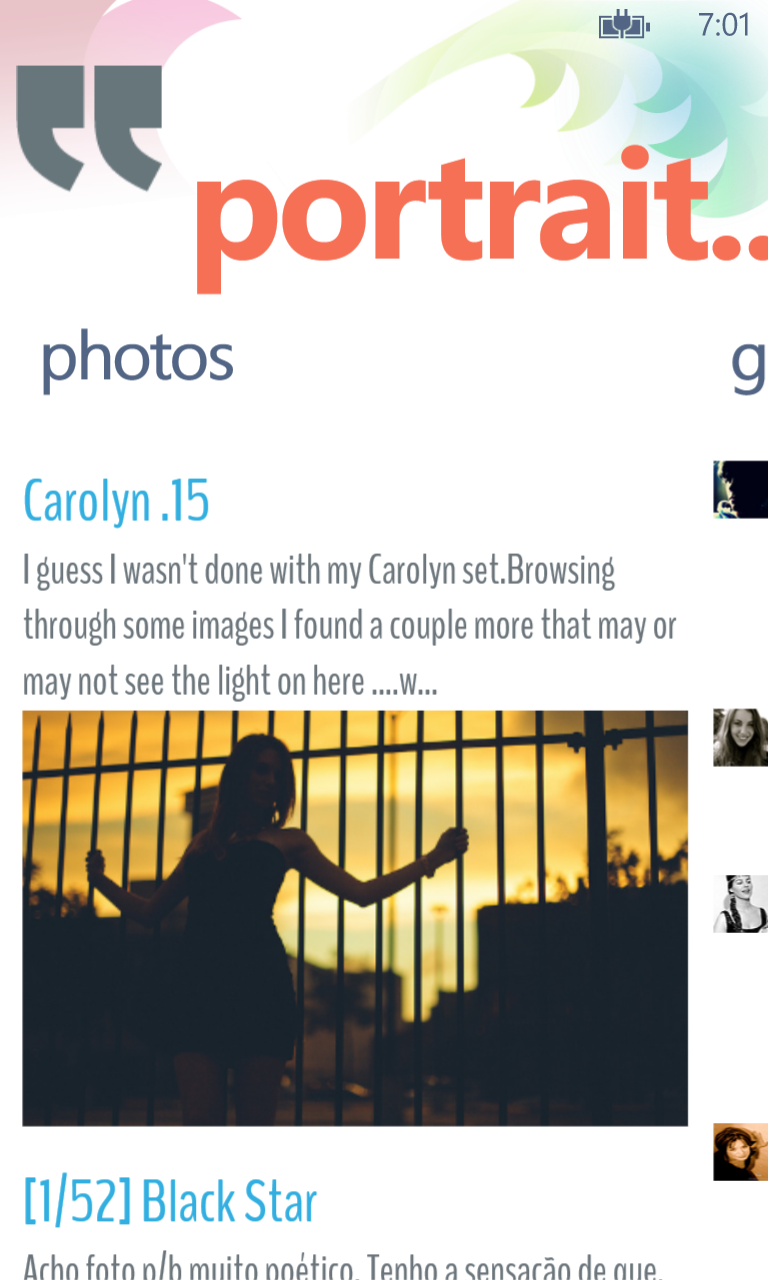 7:01
portrait..
photos
g
Carolyn .15
I guess I wasn't done with my Carolyn set.Browsing
through some images I found a couple more that may or
may not see the light on here ....w...
[1/52] Black Star
Acho foto p/b muito poético. Tenho a sensação de que,